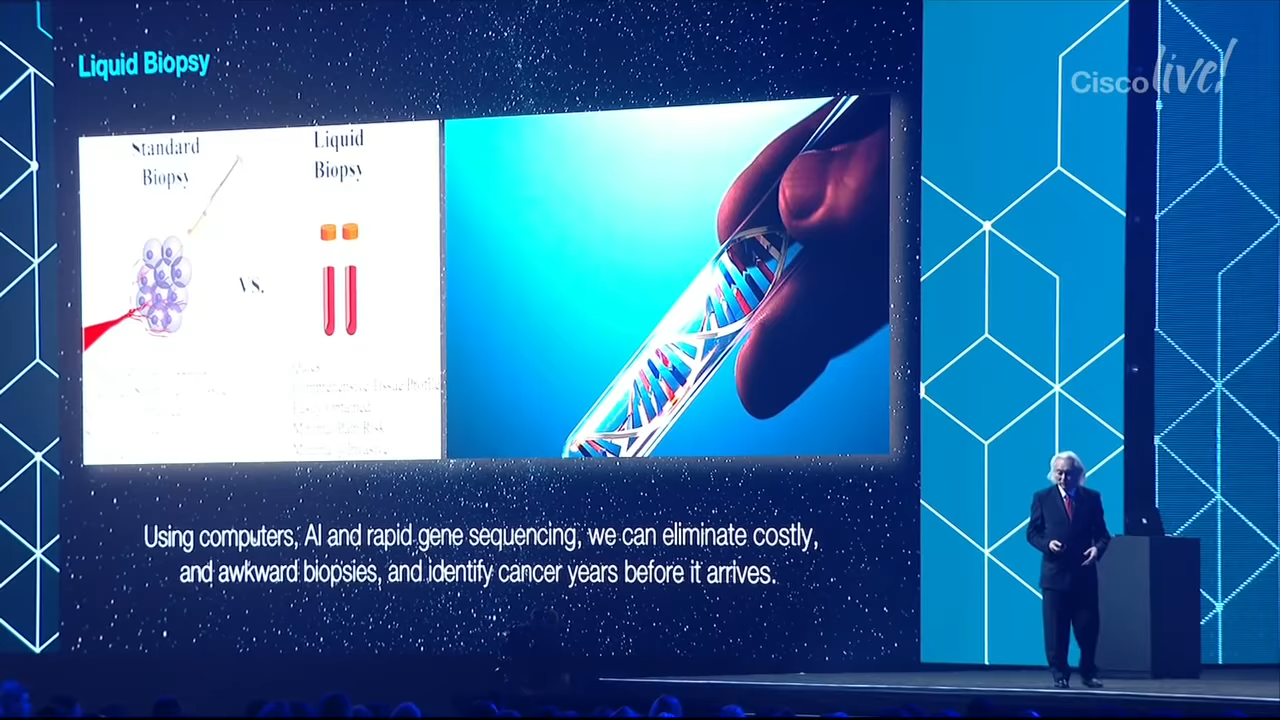 Liquid Biopsy
Cisco live!
Standard
Biopsy
Liquid
Biopsy
vs.
Using computers, AI and rapid gene sequencing, we can eliminate costly,
and awkward biopsies, and identify cancer years before it arrives.